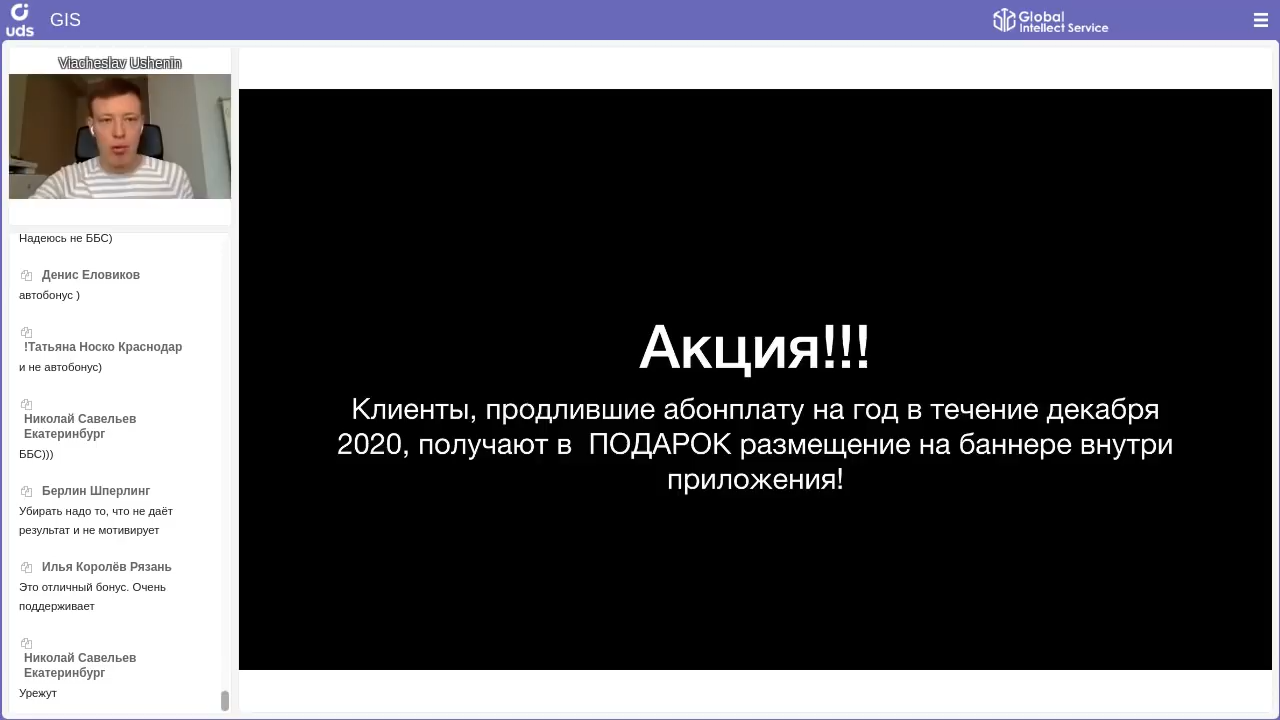 uds
GIS
Global
Intellect Service
Viacheslav Ushenin
Надеюсь не ББС)
Денис Еловиков
автобонус )
!Татьяна Носко Краснодар
и не автобонус)
Николай Савельев
Екатеринбург
ББС)))
Берлин Шперлинг
Убирать надо то, что не даёт
результат и не мотивирует
Илья Королёв Рязань
Это отличный бонус. Очень
поддерживает
Николай Савельев
Екатеринбург
Урежут
Акция!!!
Клиенты, продлившие абонплату на год в течение декабря
2020, получают в  ПОДАРОК размещение на баннере внутри
приложения!